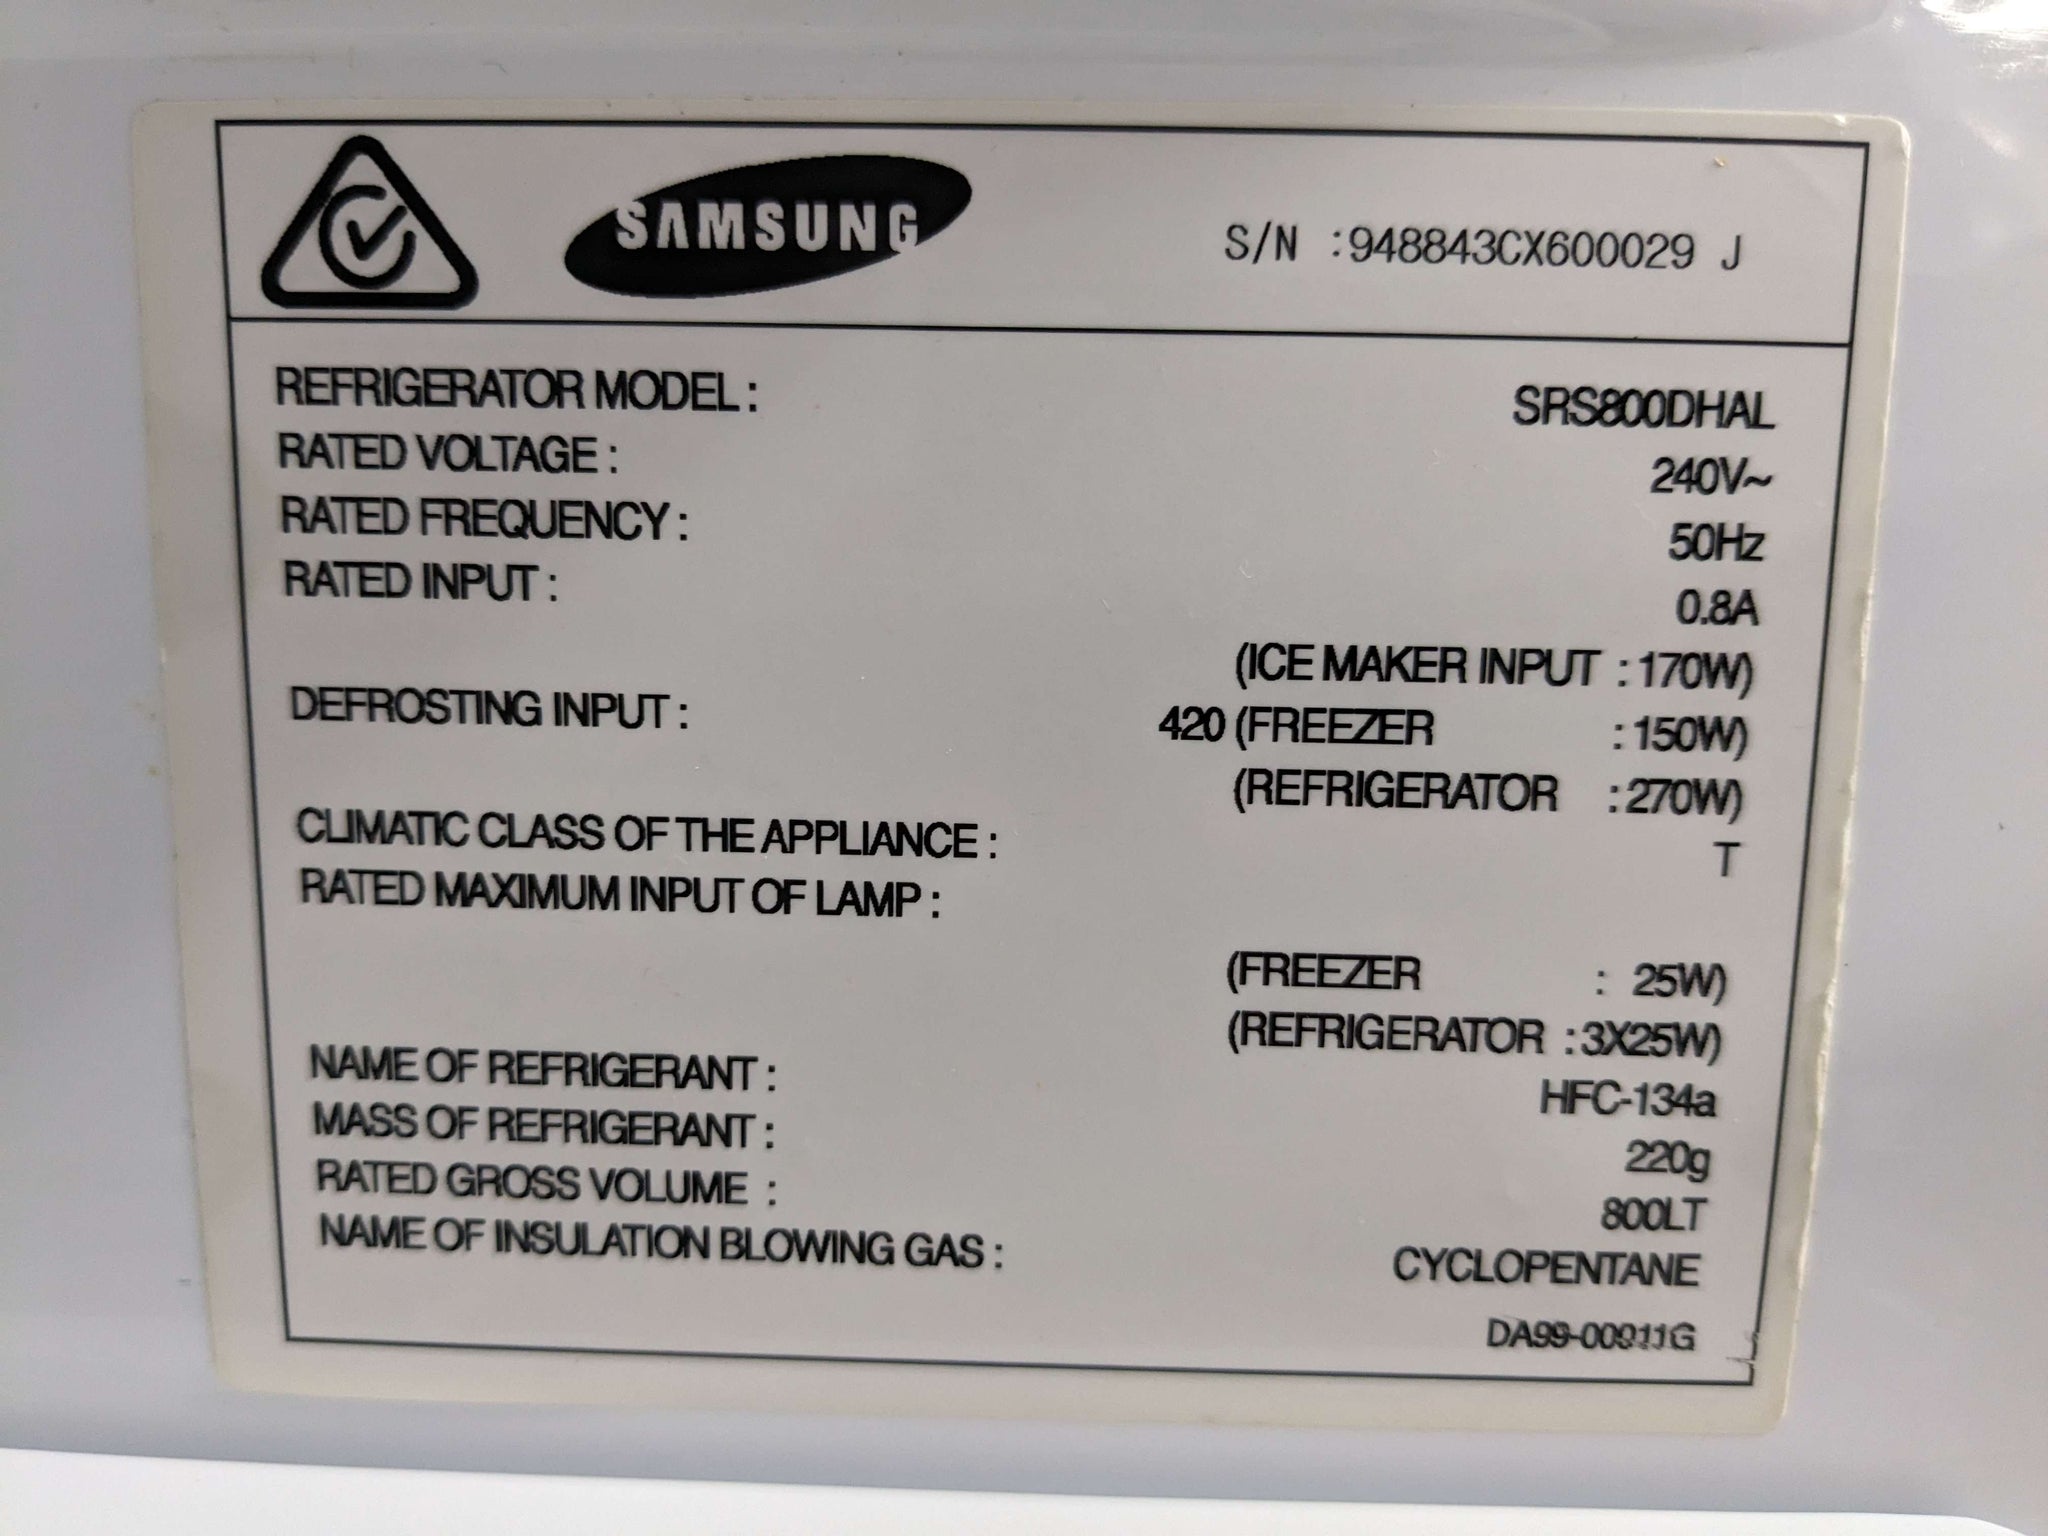 SAMSUNG S/N :948843CX600029 J
REFRIGERATOR MODEL : SRS800DHAL
RATED VOLTAGE : 240V~
RATED FREQUENCY : 50Hz
RATED INPUT : 0.8A
(ICE MAKER INPUT : 170W)
DEFROSTING INPUT : 420 (FREEZER : 150W)
(REFRIGERATOR : 270W)
CLIMATIC CLASS OF THE APPLIANCE : T
RATED MAXIMUM INPUT OF LAMP :
(FREEZER : 25W)
(REFRIGERATOR : 3X25W)
NAME OF REFRIGERANT : HFC-134a
MASS OF REFRIGERANT : 220g
RATED GROSS VOLUME : 800LT
NAME OF INSULATION BLOWING GAS : CYCLOPENTANE
DA99-00911G